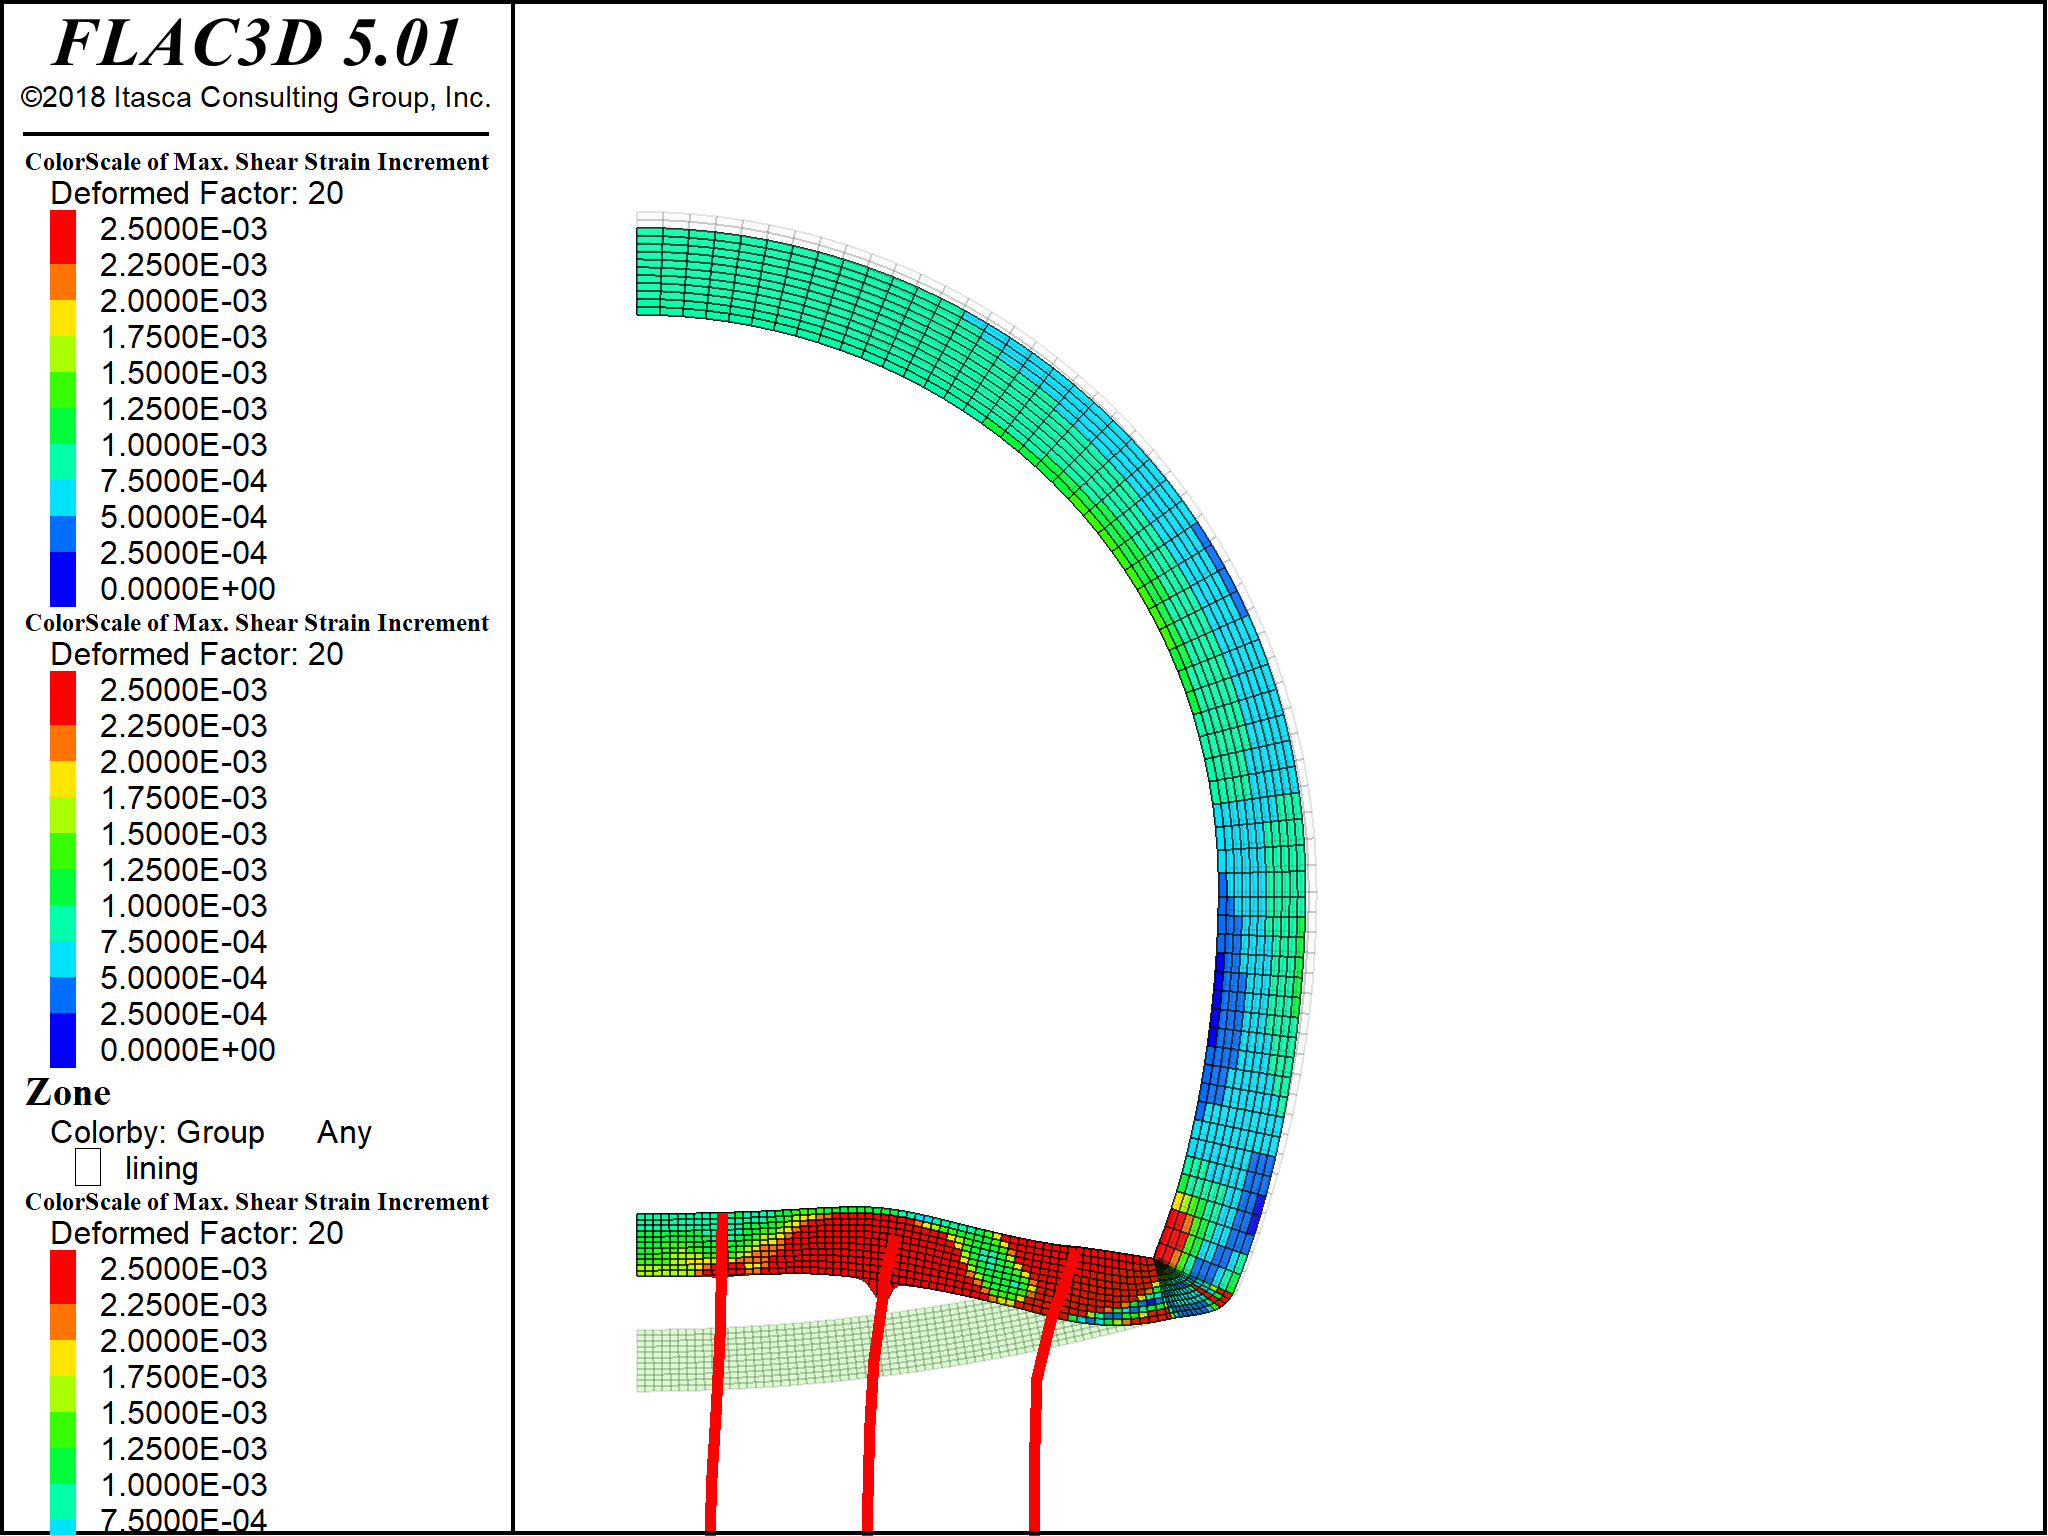 FLAC3D 5.01
©2018 Itasca Consulting Group, Inc.
ColorScale of Max. Shear Strain Increment
Deformed Factor: 20
2.5000E-03
2.2500E-03
2.0000E-03
1.7500E-03
1.5000E-03
1.2500E-03
1.0000E-03
7.5000E-04
5.0000E-04
2.5000E-04
0.0000E+00
ColorScale of Max. Shear Strain Increment
Deformed Factor: 20
2.5000E-03
2.2500E-03
2.0000E-03
1.7500E-03
1.5000E-03
1.2500E-03
1.0000E-03
7.5000E-04
5.0000E-04
2.5000E-04
0.0000E+00
Zone
Colorby: Group Any
lining
ColorScale of Max. Shear Strain Increment
Deformed Factor: 20
2.5000E-03
2.2500E-03
2.0000E-03
1.7500E-03
1.5000E-03
1.2500E-03
1.0000E-03
7.5000E-04